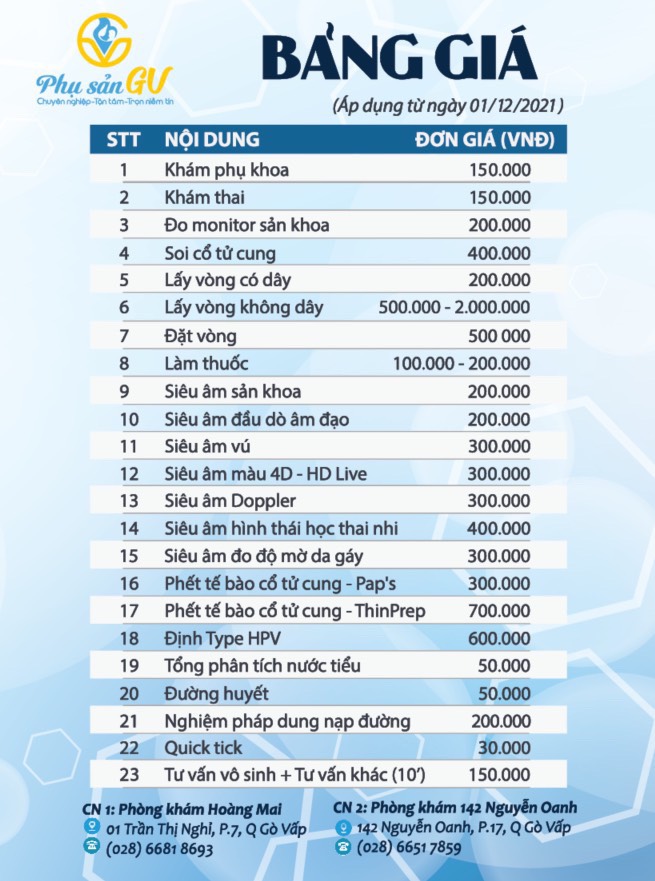 Phụ sản GV
Chuyên nghiệp-Tận tâm-Trọn niềm tin
BẢNG GIÁ
(Áp dụng từ ngày 01/12/2021)
STT NỘI DUNG ĐƠN GIÁ (VNĐ)
1 Khám phụ khoa 150.000
2 Khám thai 150.000
3 Đo monitor sản khoa 200.000
4 Soi cổ tử cung 400.000
5 Lấy vòng có dây 200.000
6 Lấy vòng không dây 500.000 - 2.000.000
7 Đặt vòng 500 000
8 Làm thuốc 100.000 - 200.000
9 Siêu âm sản khoa 200.000
10 Siêu âm đầu dò âm đạo 200.000
11 Siêu âm vú 300.000
12 Siêu âm màu 4D - HD Live 300.000
13 Siêu âm Doppler 300.000
14 Siêu âm hình thái học thai nhi 400.000
15 Siêu âm đo độ mờ da gáy 300.000
16 Phết tế bào cổ tử cung - Pap's 300.000
17 Phết tế bào cổ tử cung - ThinPrep 700.000
18 Định Type HPV 600.000
19 Tổng phân tích nước tiểu 50.000
20 Đường huyết 50.000
21 Nghiệm pháp dung nạp đường 200.000
22 Quick tick 30.000
23 Tư vấn vô sinh + Tư vấn khác (10’) 150.000
CN 1: Phòng khám Hoàng Mai
01 Trần Thị Nghỉ, P.7, Q Gò Vấp
(028) 6681 8693
CN 2: Phòng khám 142 Nguyễn Oanh
142 Nguyễn Oanh, P.17, Q Gò Vấp
(028) 6651 7859